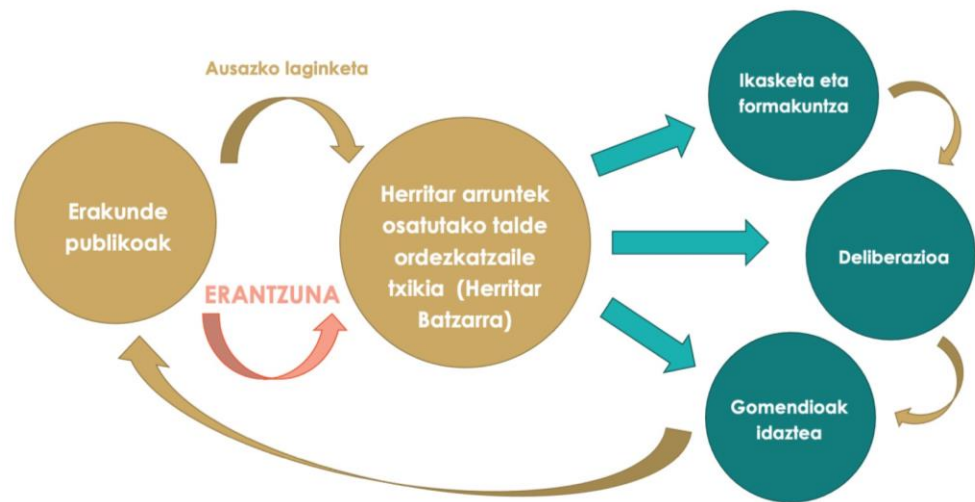 Ausazko laginketa
Erakunde
publikoak
ERANTZUNA
Herritar arruntek
osatutako talde
ordezkatzaile
txikia (Herritar
Batzarra)
Ikasketa eta
formakuntza
Deliberazioa
Gomendioak
idaztea